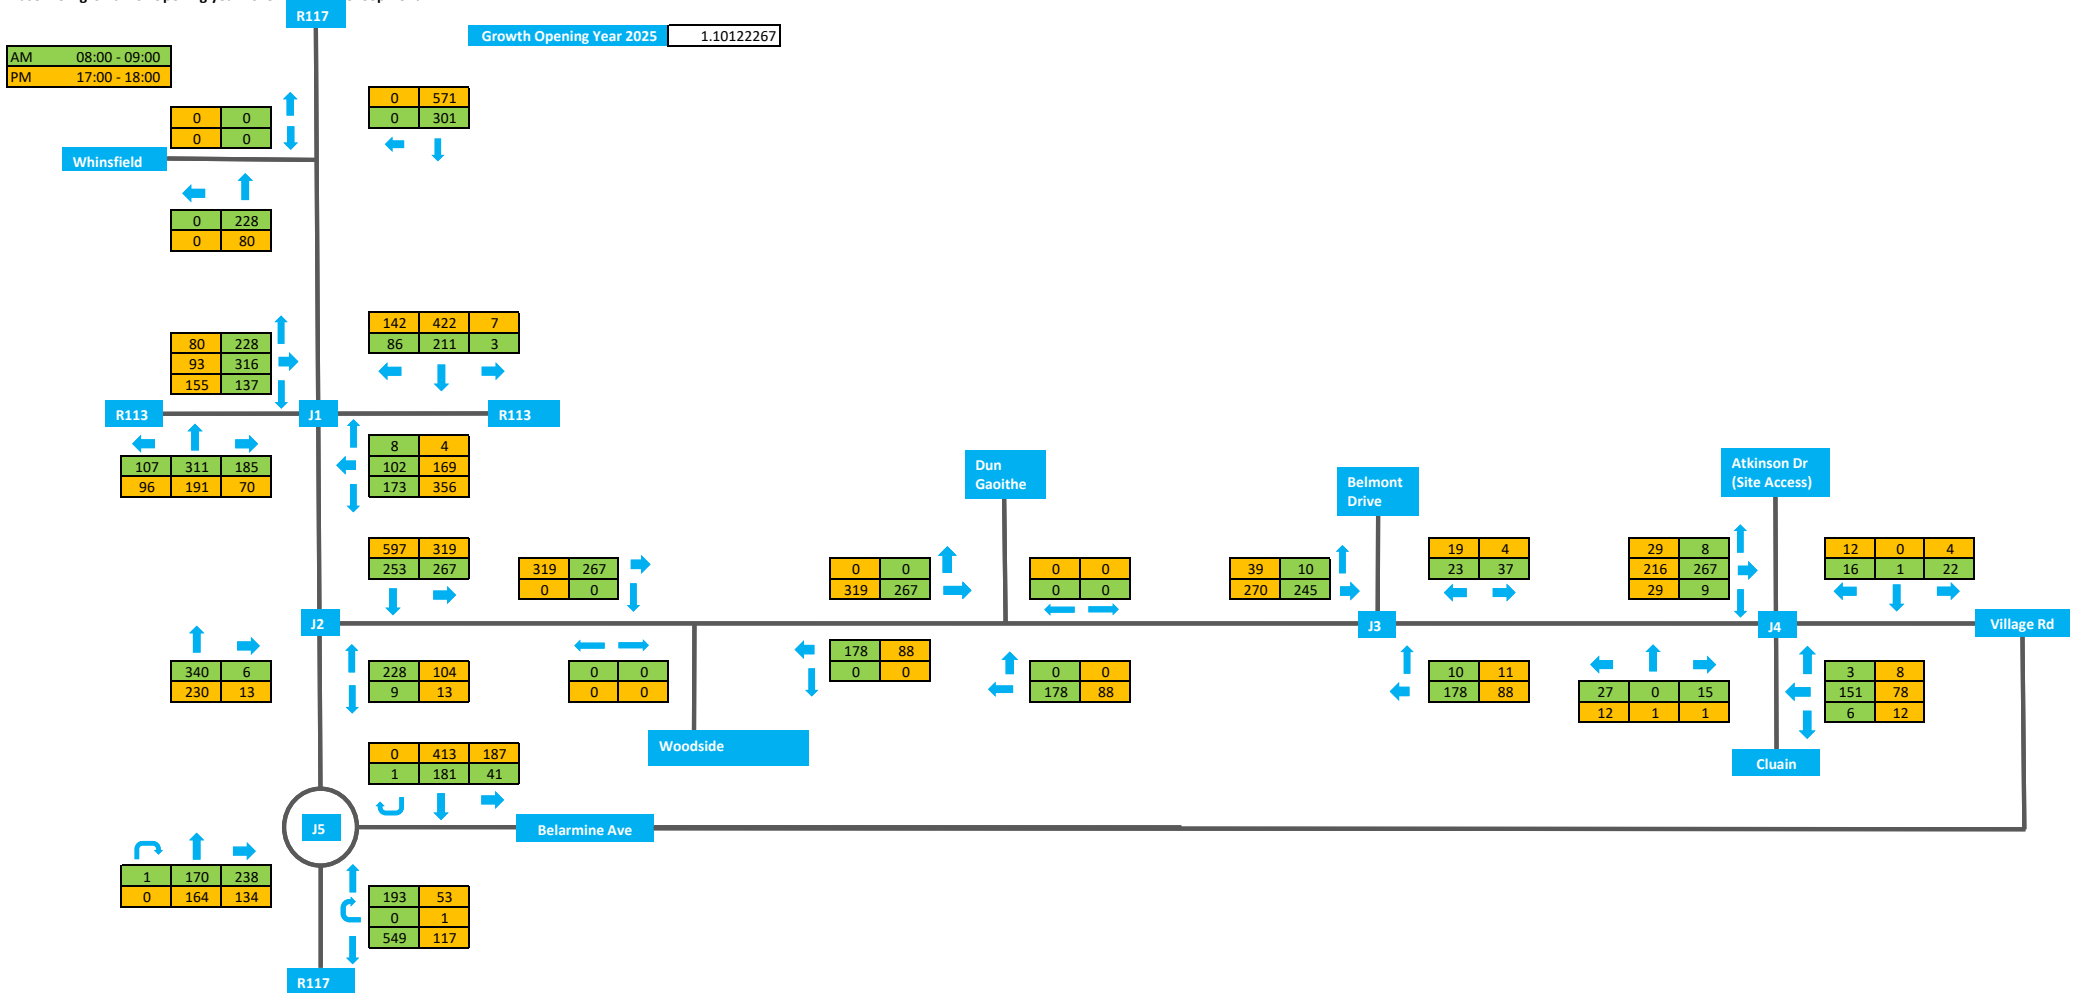 R117
Growth Opening Year 2025 1.10122267
AM 08:00 - 09:00
PM 17:00 - 18:00
0 571
0 301
0 0
0 0
Whinsfield
0 228
0 80
142 422 7
86 211 3
80 228
93 316
155 137
R113 J1 R113
8 4
102 169
173 356
107 311 185
96 191 70
Dun
Gaoithe
Belmont
Drive
Atkinson Dr
(Site Access)
597 319
253 267
319 267
0 0
0 0
319 267
0 0
0 0
39 10
270 245
19 4
23 37
29 8
216 267
29 9
12 0 4
16 1 22
J2 J3 J4 Village Rd
340 6
230 13
228 104
9 13
0 0
0 0
178 88
0 0
0 0
178 88
10 11
178 88
27 0 15
12 1 1
3 8
151 78
6 12
Woodside
Cluain
0 413 187
1 181 41
J5 Belarmine Ave
1 170 238
0 164 134
193 53
0 1
549 117
R117